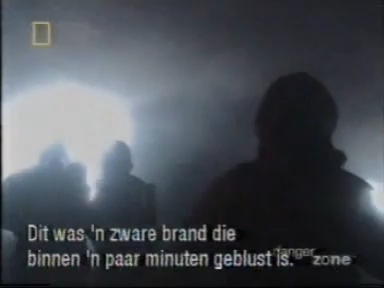 Dit was 'n zware brand die
binnen 'n paar minuten geblust is.
danger
zone